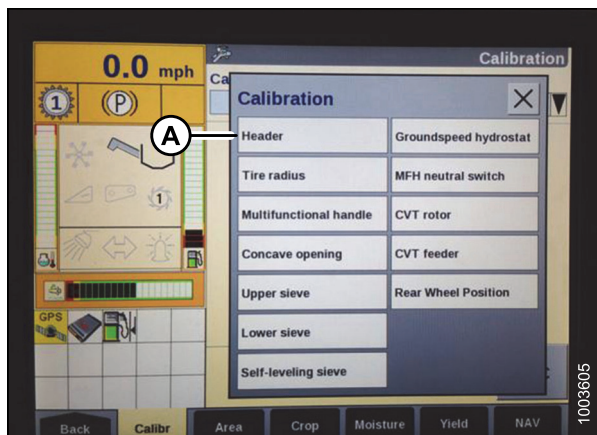 0.0 mph
Calibration
Ca
1
(P)
Calibration
A
Header
Groundspeed hydrostat
Tire radius
MFH neutral switch
1
Multifunctional handle
CVT rotor
Concave opening
CVT feeder
Upper sieve
Rear Wheel Position
GPS
Lower sieve
Self-leveling sieve
Back
Calibr
Area
Crop
Moisture
Yield
NAV
1003605